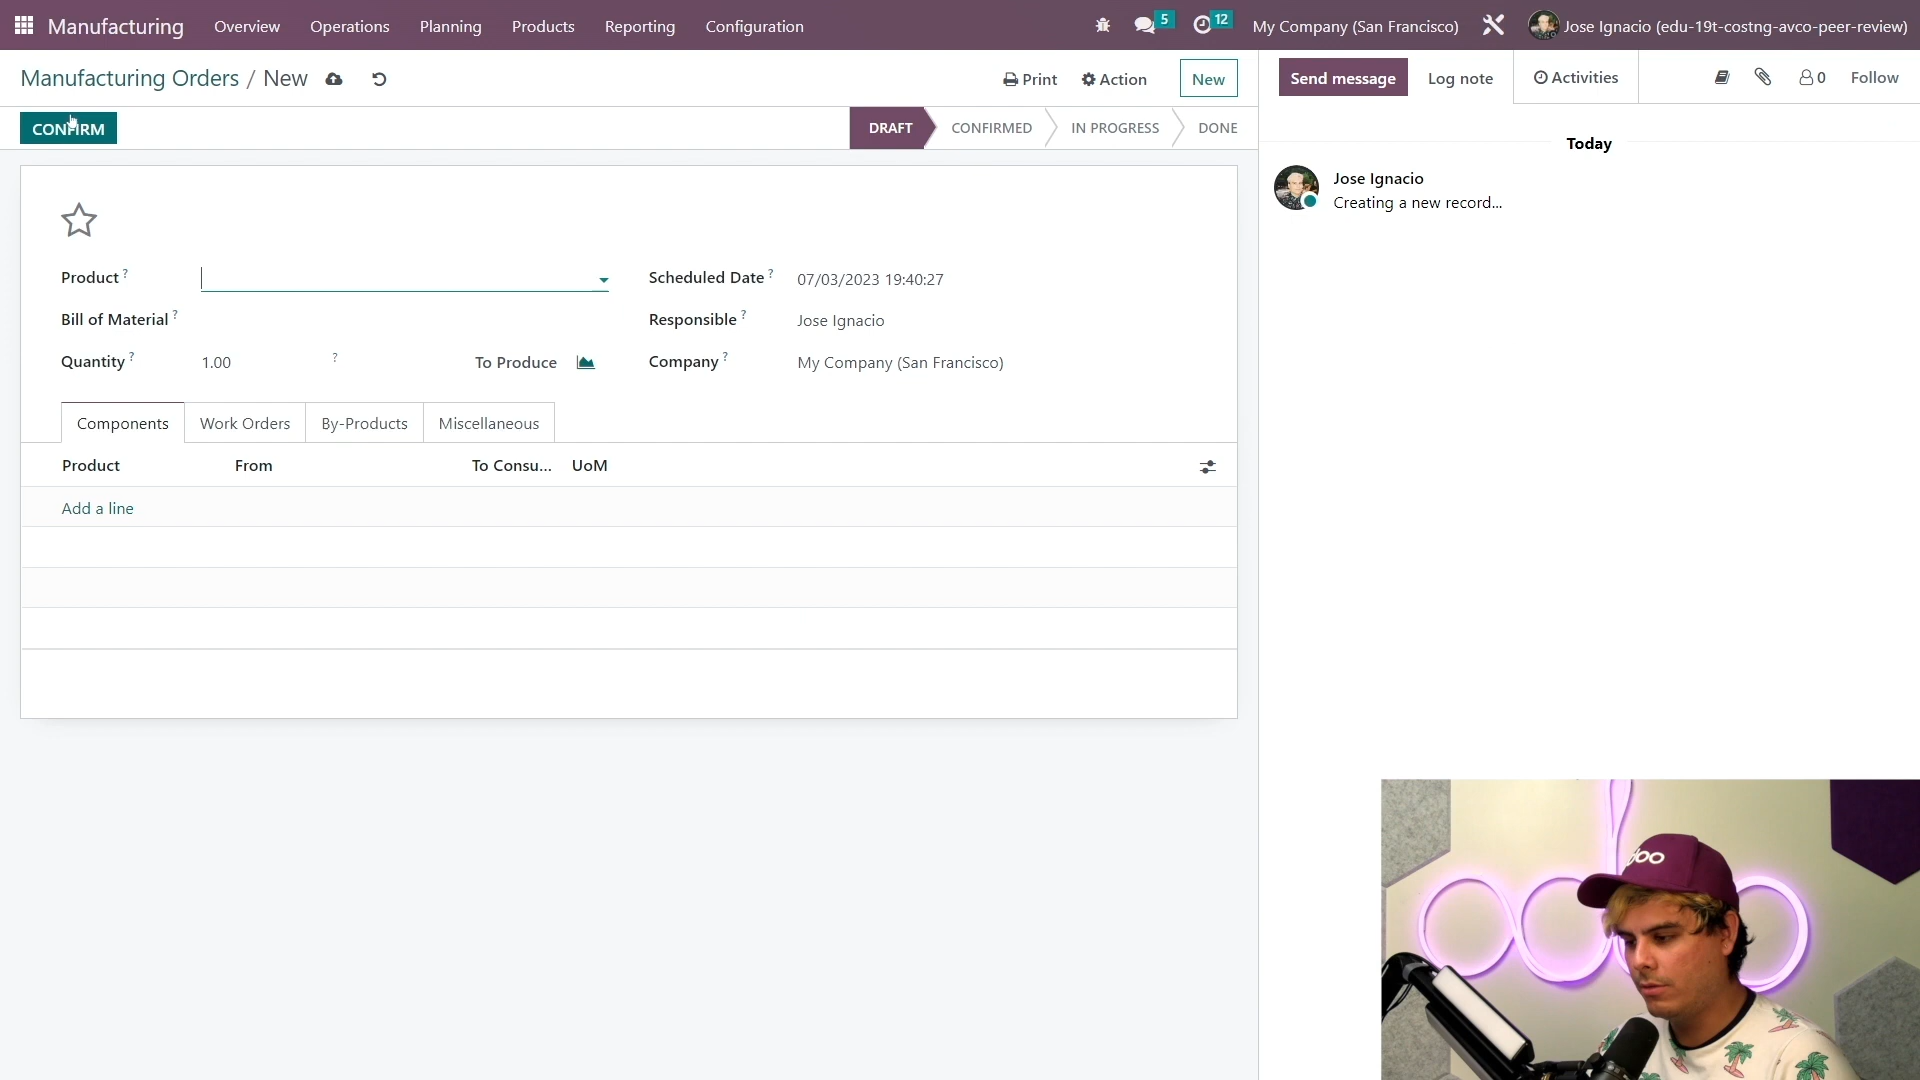 Manufacturing Overview Operations Planning Products Reporting Configuration 5 12 My Company (San Francisco) Jose Ignacio (edu-19t-costng-avco-peer-review)
Manufacturing Orders / New Print Action New
Send message Log note Activities 0 Follow
CONFIRM DRAFT CONFIRMED IN PROGRESS DONE
Today
Jose Ignacio
Creating a new record...
Product ? Scheduled Date ? 07/03/2023 19:40:27
Bill of Material ? Responsible ? Jose Ignacio
Quantity ? 1.00 ? To Produce Company ? My Company (San Francisco)
Components Work Orders By-Products Miscellaneous
Product From To Consu... UoM
Add a line
odoo